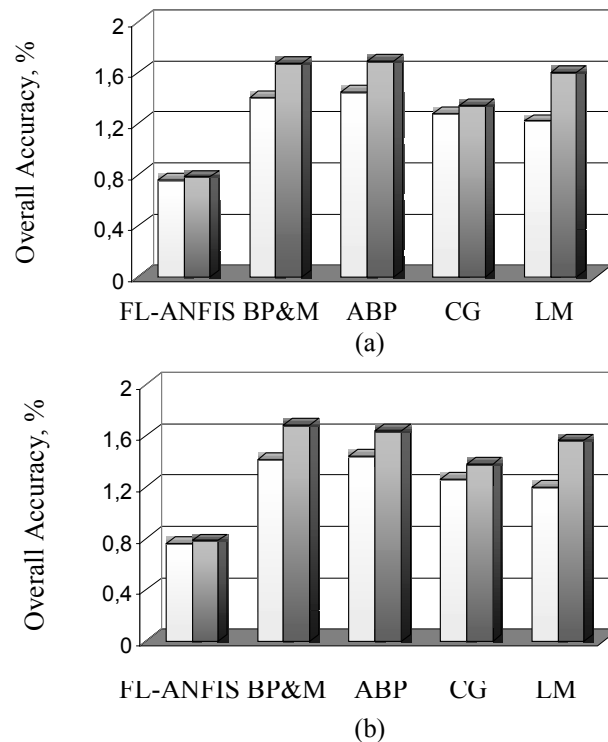 Overall Accuracy, %
2
1,6
1,2
0,8
0,4
0
FL-ANFIS BP&M ABP CG LM
(a)
Overall Accuracy, %
2
1,6
1,2
0,8
0,4
0
FL-ANFIS BP&M ABP CG LM
(b)